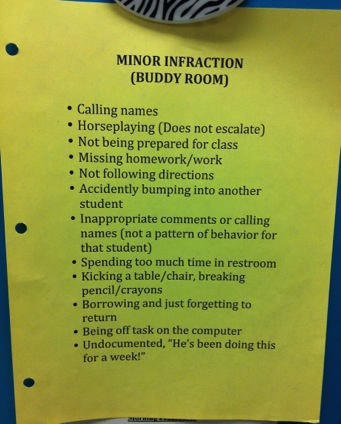 MINOR INFRACTION
(BUDDY ROOM)
• Calling names
• Horseplaying (Does not escalate)
• Not being prepared for class
• Missing homework/work
• Not following directions
• Accidently bumping into another
student
• Inappropriate comments or calling
names (not a pattern of behavior for
that student)
• Spending too much time in restroom
• Kicking a table/chair, breaking
pencil/crayons
• Borrowing and just forgetting to
return
• Being off task on the computer
• Undocumented, “He’s been doing this
for a week!”